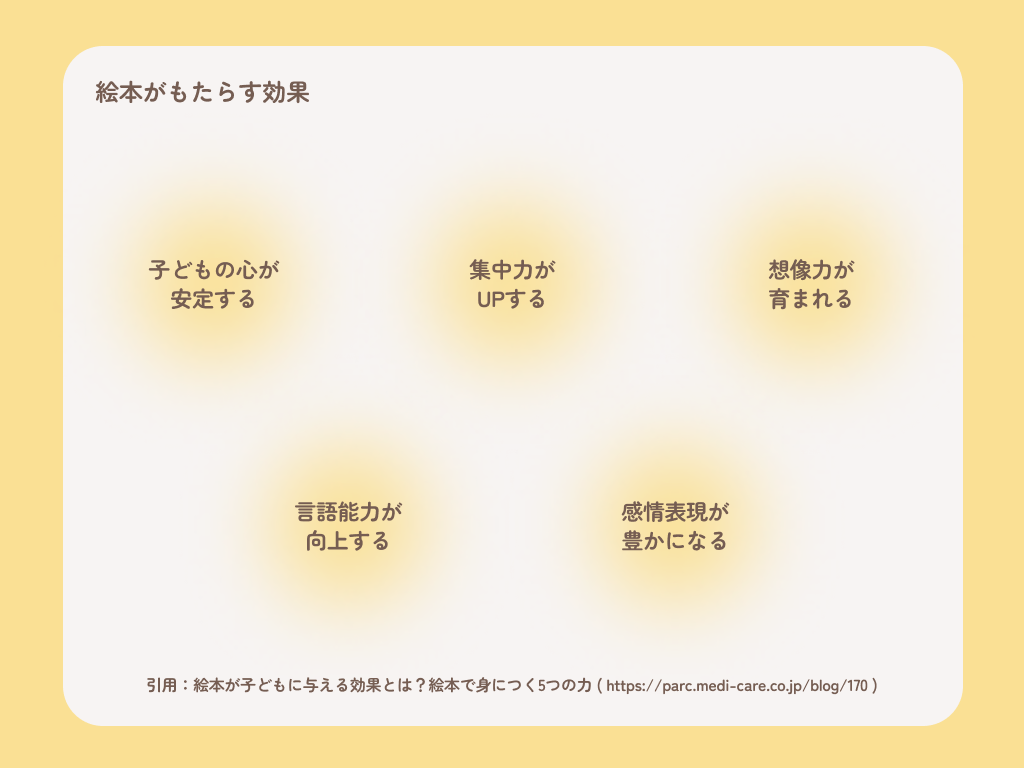 絵本がもたらす効果
子どもの心が
安定する
集中力が
UPする
想像力が
育まれる
言語能力が
向上する
感情表現が
豊かになる
引用：絵本が子どもに与える効果とは？絵本で身につく5つの力 ( https://parc.medi-care.co.jp/blog/170 )